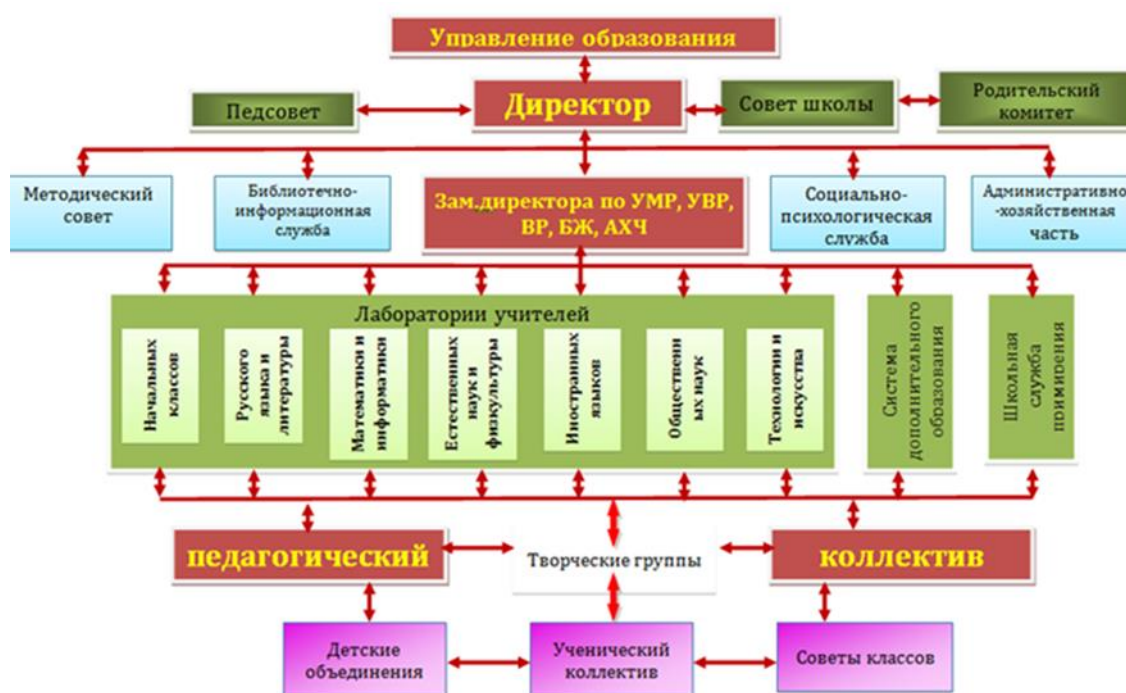 Управление образования
Педсовет
Директор
Совет школы
Родительский
комитет
Методический
совет
Библиотечно-
информационная
служба
Зам.директора по УМР, УВР,
ВР, БЖ, АХЧ
Социально-
психологическая
служба
Административно
-хозяйственная
часть
Лаборатории учителей
Начальных
классов
Русского
языка и
литературы
Математики и
информатики
Естественных
наук и
физкультуры
Иностранных
языков
Общественн
ых наук
Технологии и
искусства
Система
дополнительного
образования
Школьная
служба
примирения
педагогический
Творческие группы
коллектив
Детские
объединения
Ученический
коллектив
Советы классов